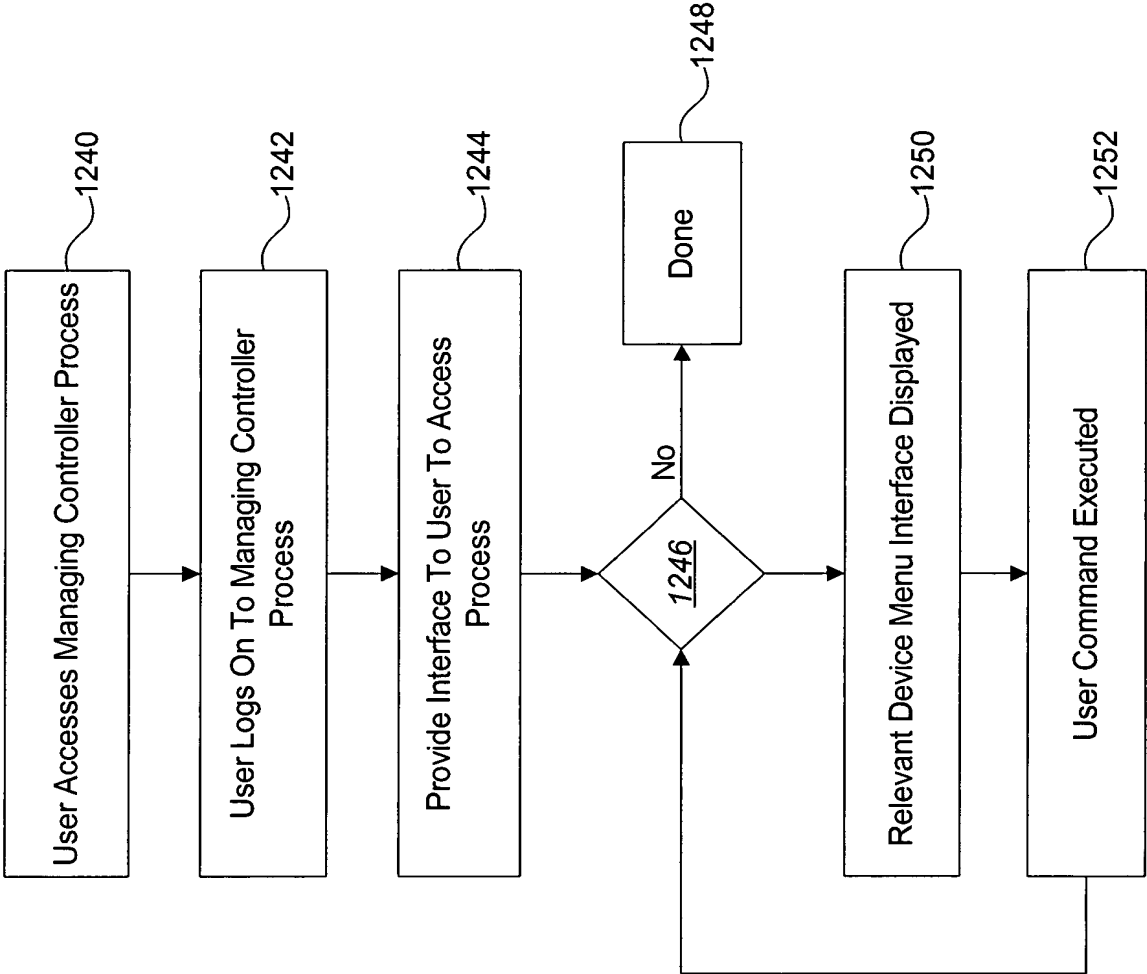 User Accesses Managing Controller Process
1240
User Logs On To Managing Controller
Process
1242
Provide Interface To User To Access
Process
1244
1246
No
Done
1248
Relevant Device Menu Interface Displayed
1250
User Command Executed
1252